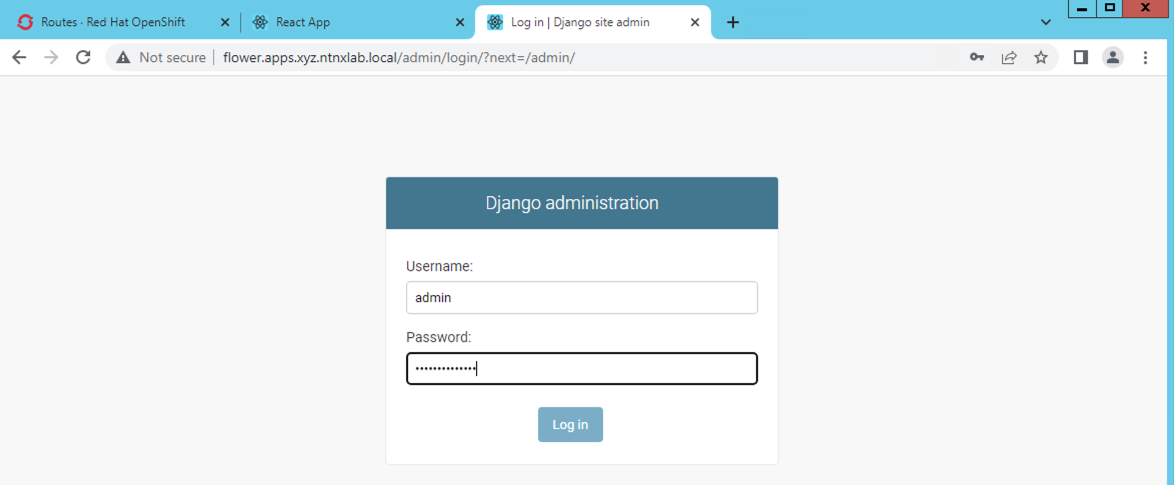 Routes · Red Hat OpenShift
React App
Log in | Django site admin
Not secure
flower.apps.xyz.ntnxlab.local/admin/login/?next=/admin/
Django administration
Username:
admin
Password:
••••••••••••••
Log in